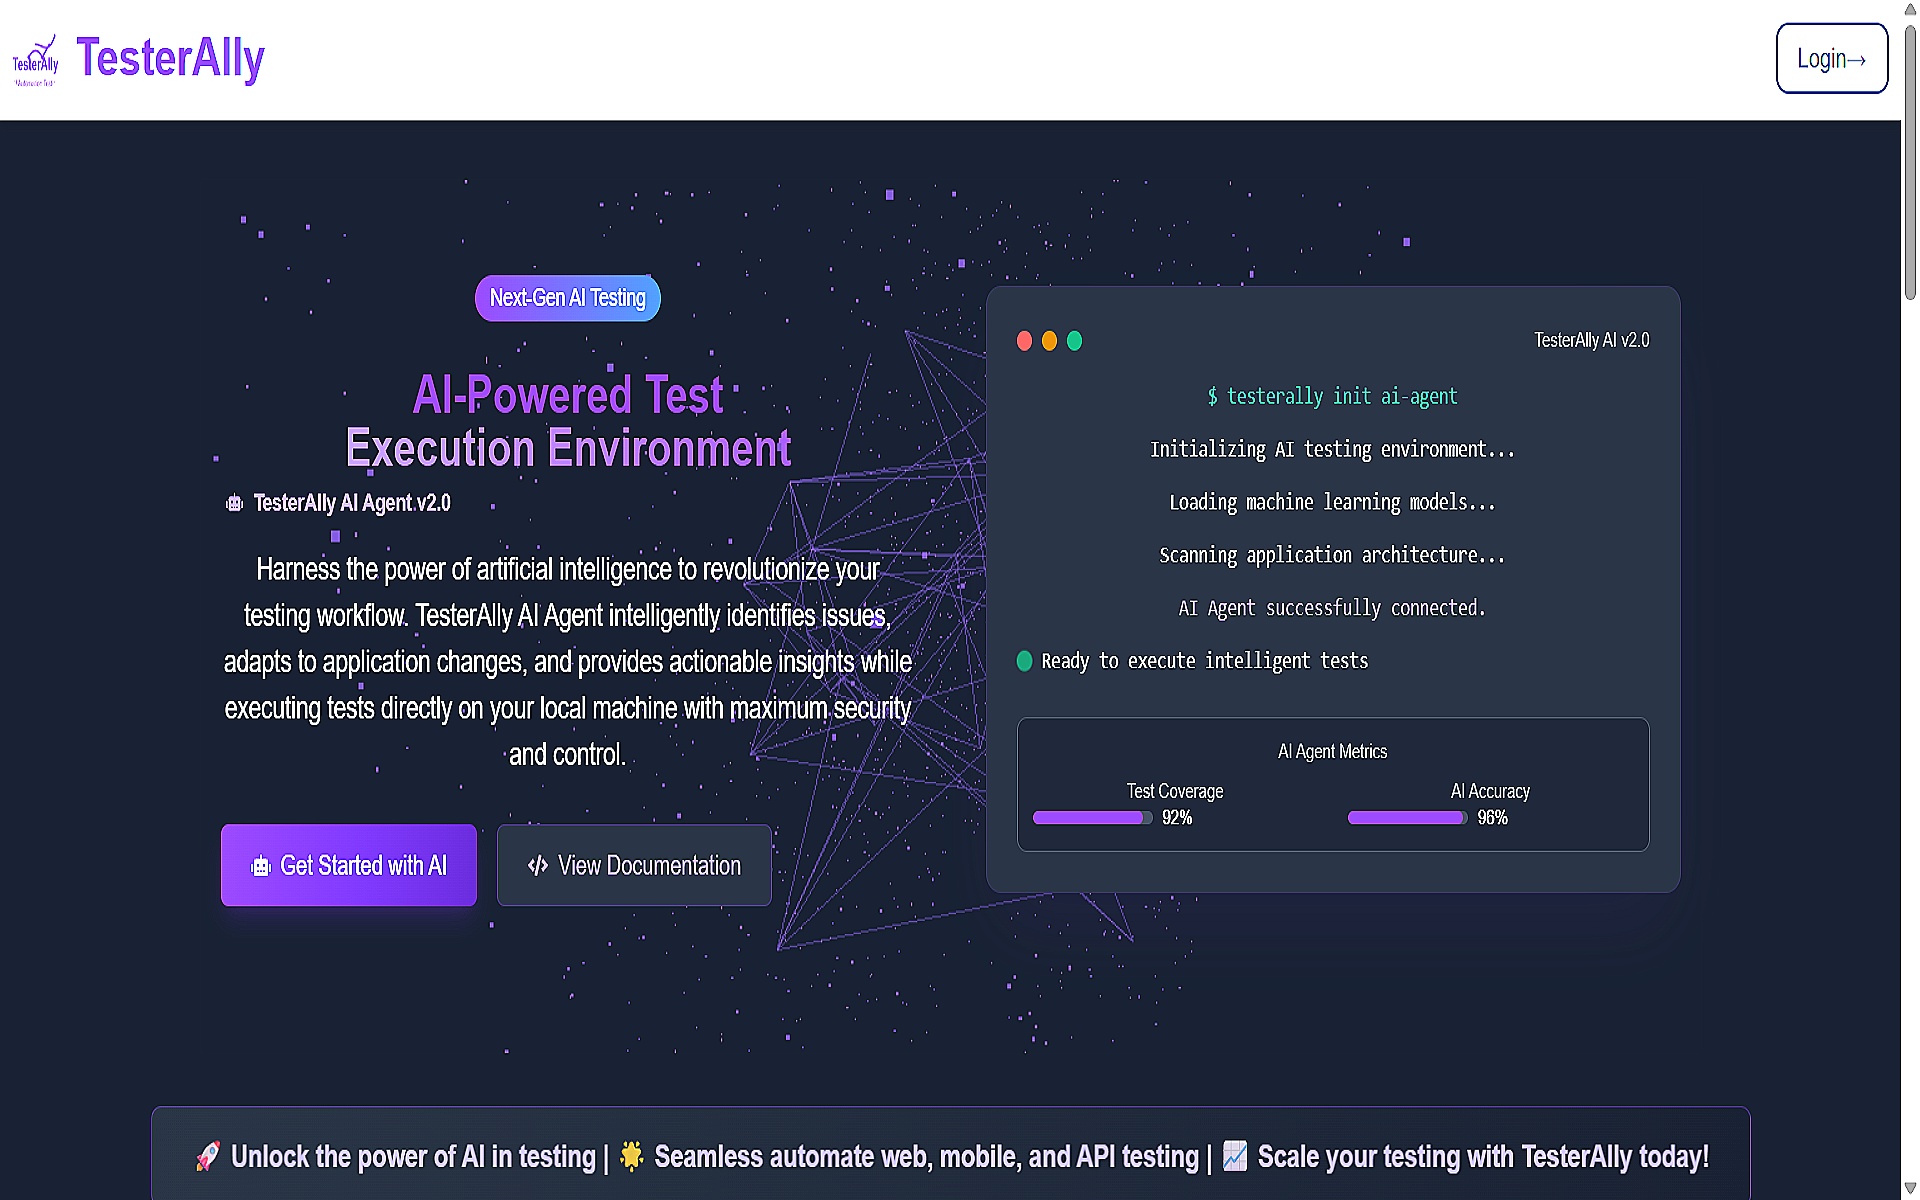 TesterAlly
TesterAlly
Login→
Next-Gen AI Testing
AI-Powered Test
Execution Environment
TesterAlly AI Agent v2.0
Harness the power of artificial intelligence to revolutionize your
testing workflow. TesterAlly AI Agent intelligently identifies issues,
adapts to application changes, and provides actionable insights while
executing tests directly on your local machine with maximum security
and control.
Get Started with AI
</> View Documentation
TesterAlly AI v2.0
$ testerally init ai-agent
Initializing AI testing environment...
Loading machine learning models...
Scanning application architecture...
AI Agent successfully connected.
Ready to execute intelligent tests
AI Agent Metrics
Test Coverage
92%
AI Accuracy
96%
🚀 Unlock the power of AI in testing | 🌟 Seamless automate web, mobile, and API testing | 📈 Scale your testing with TesterAlly today!